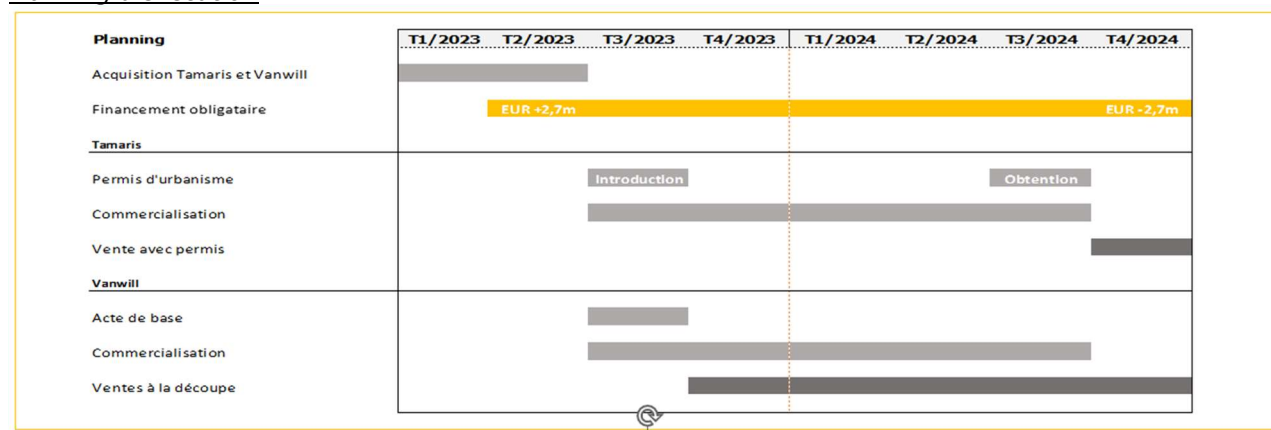 Planning T1/2023 T2/2023 T3/2023 T4/2023 T1/2024 T2/2024 T3/2024 T4/2024
Acquisition Tamaris et Vanwill
Financement obligataire EUR +2,7m EUR -2,7m
Tamaris
Permis d'urbanisme Introduction Obtention
Commercialisation
Vente avec permis
Vanwill
Acte de base
Commercialisation
Ventes à la découpe